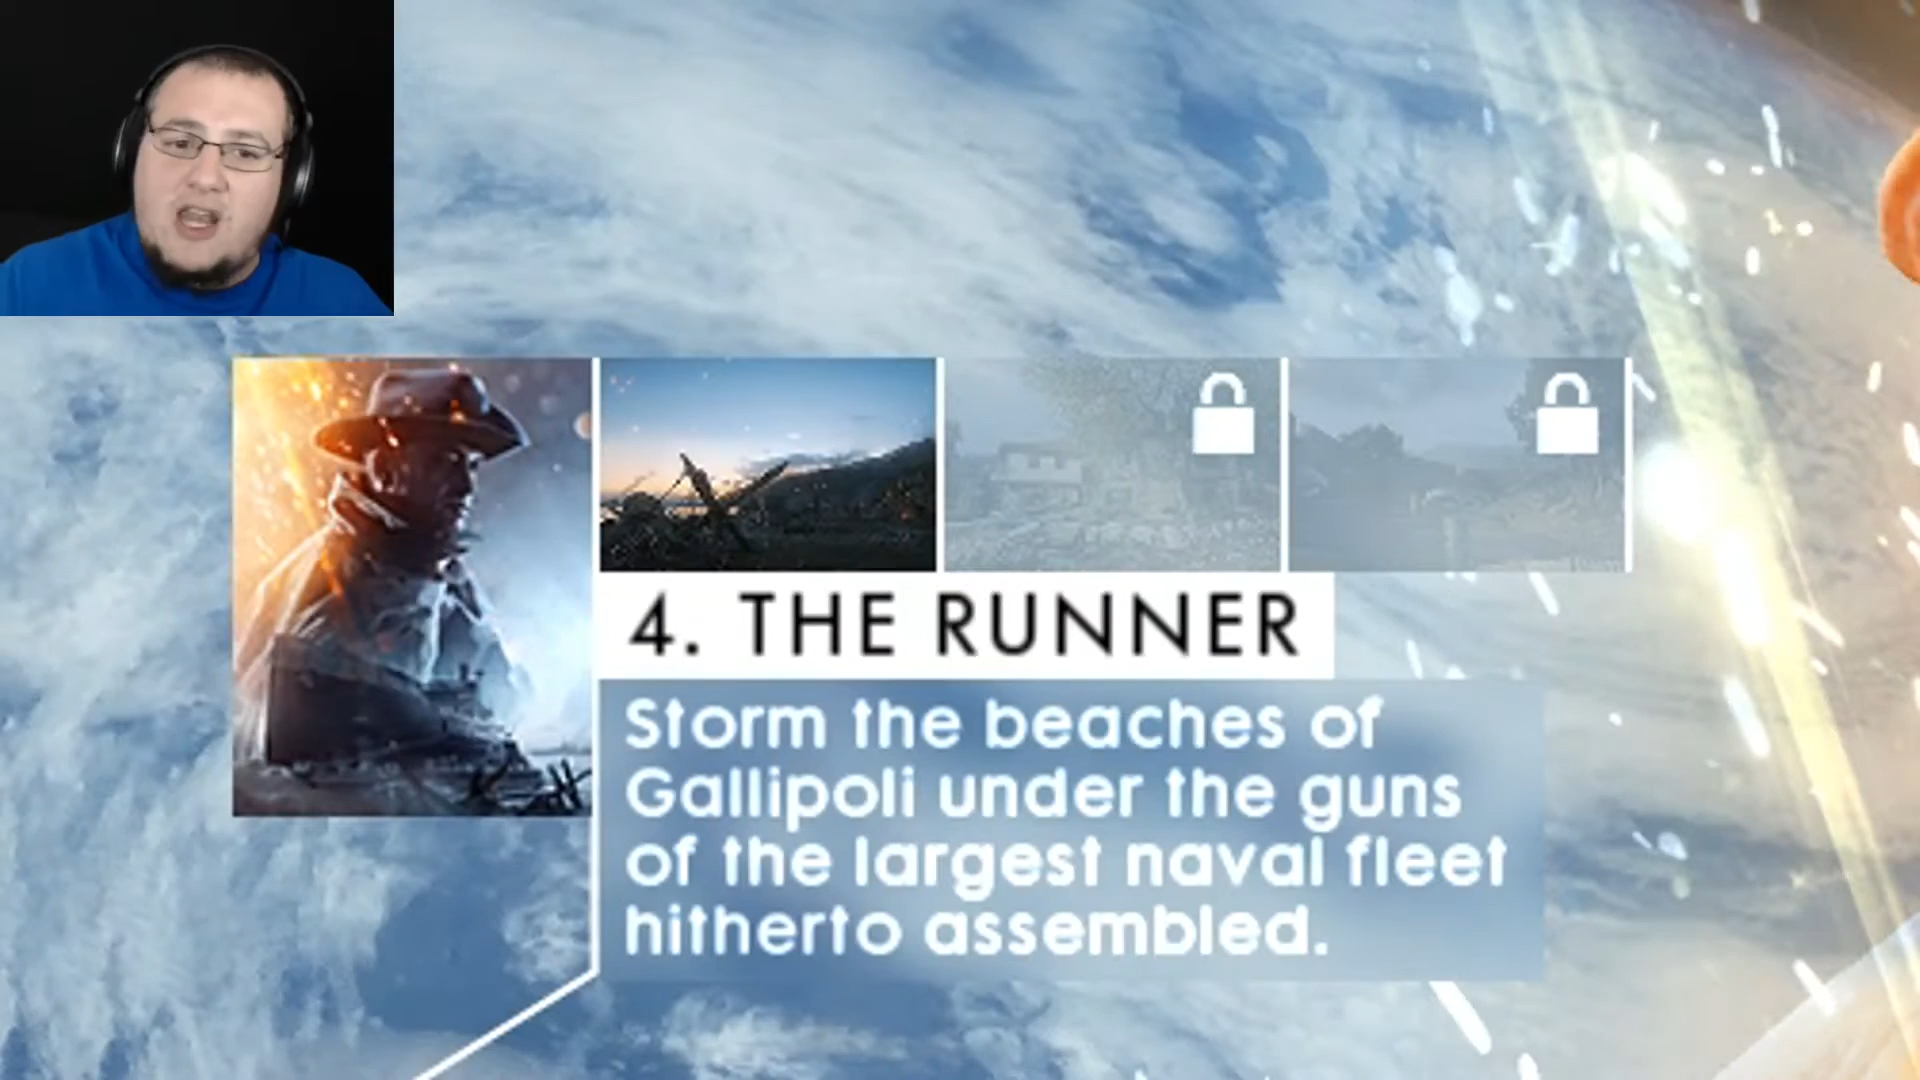 4. THE RUNNER
Storm the beaches of
Gallipoli under the guns
of the largest naval fleet
hitherto assembled.